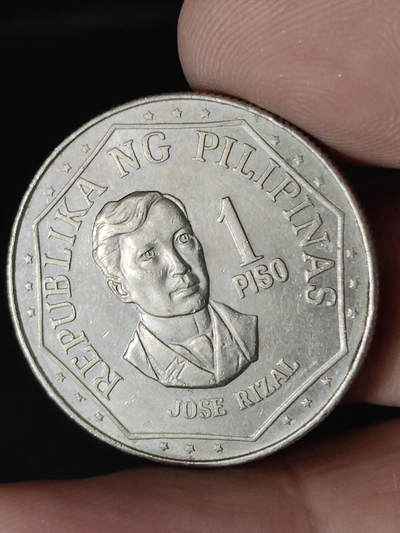 REPUBLIKA NG PILIPINAS
1
PISO
JOSE RIZAL